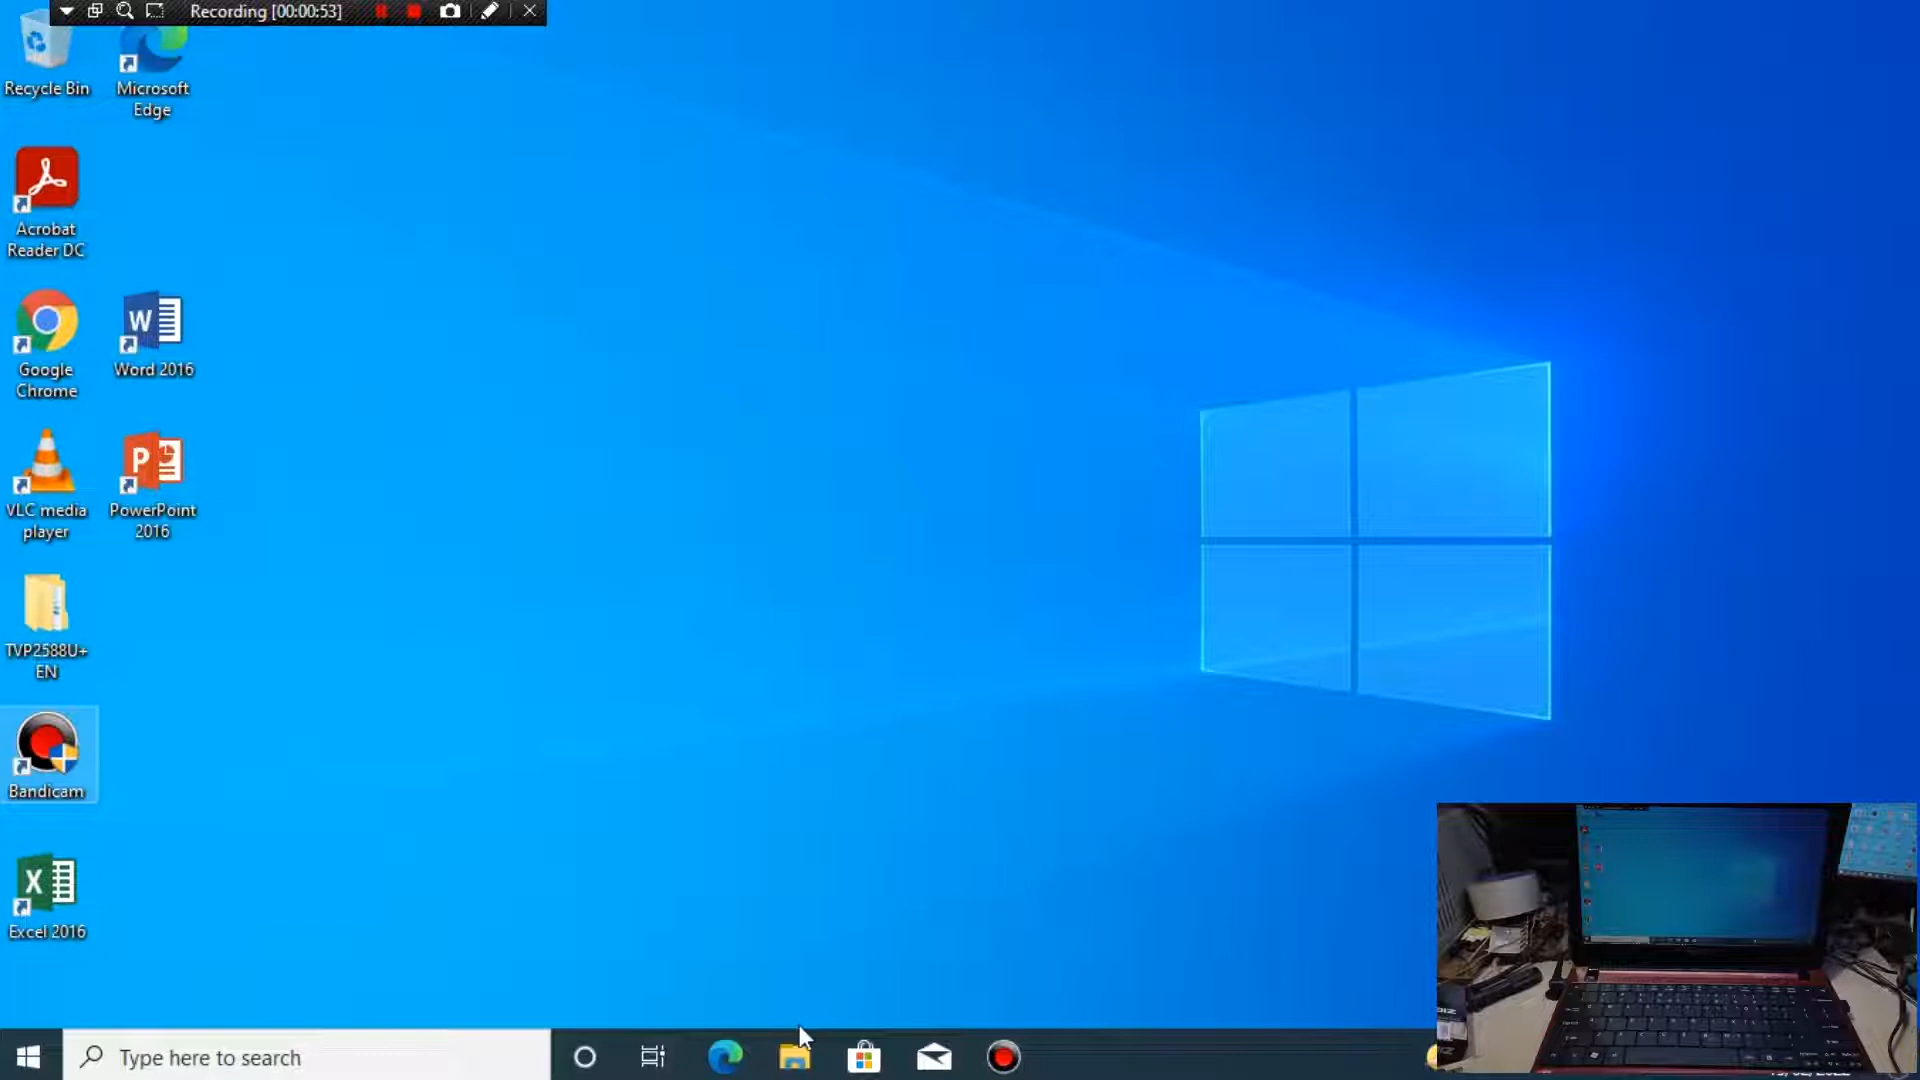 Recording [00:00:53]
Recycle Bin
Microsoft
Edge
Acrobat
Reader DC
Google
Chrome
W
Word 2016
VLC media
player
P
PowerPoint
2016
TVP2588U+
EN
Bandicam
X
Excel 2016
Type here to search